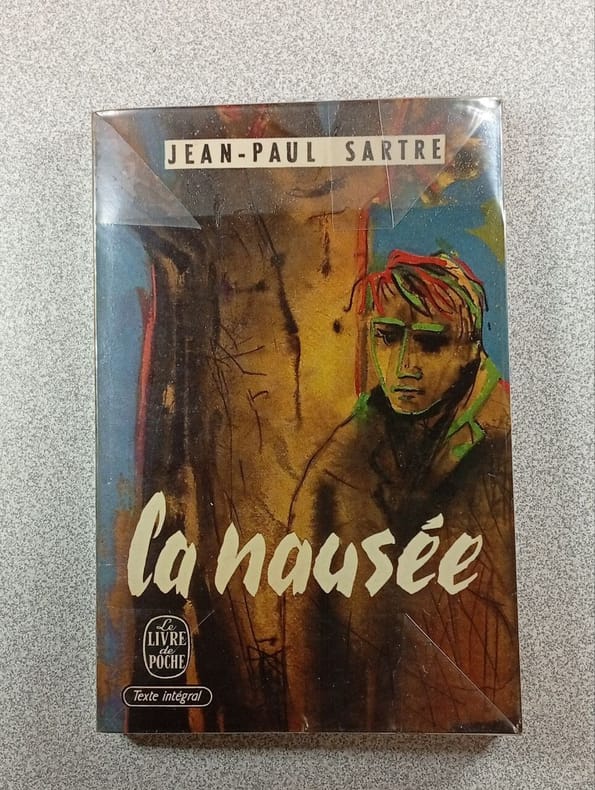 JEAN-PAUL SARTRE
la nausée
Le
LIVRE
de
POCHE
Texte intégral